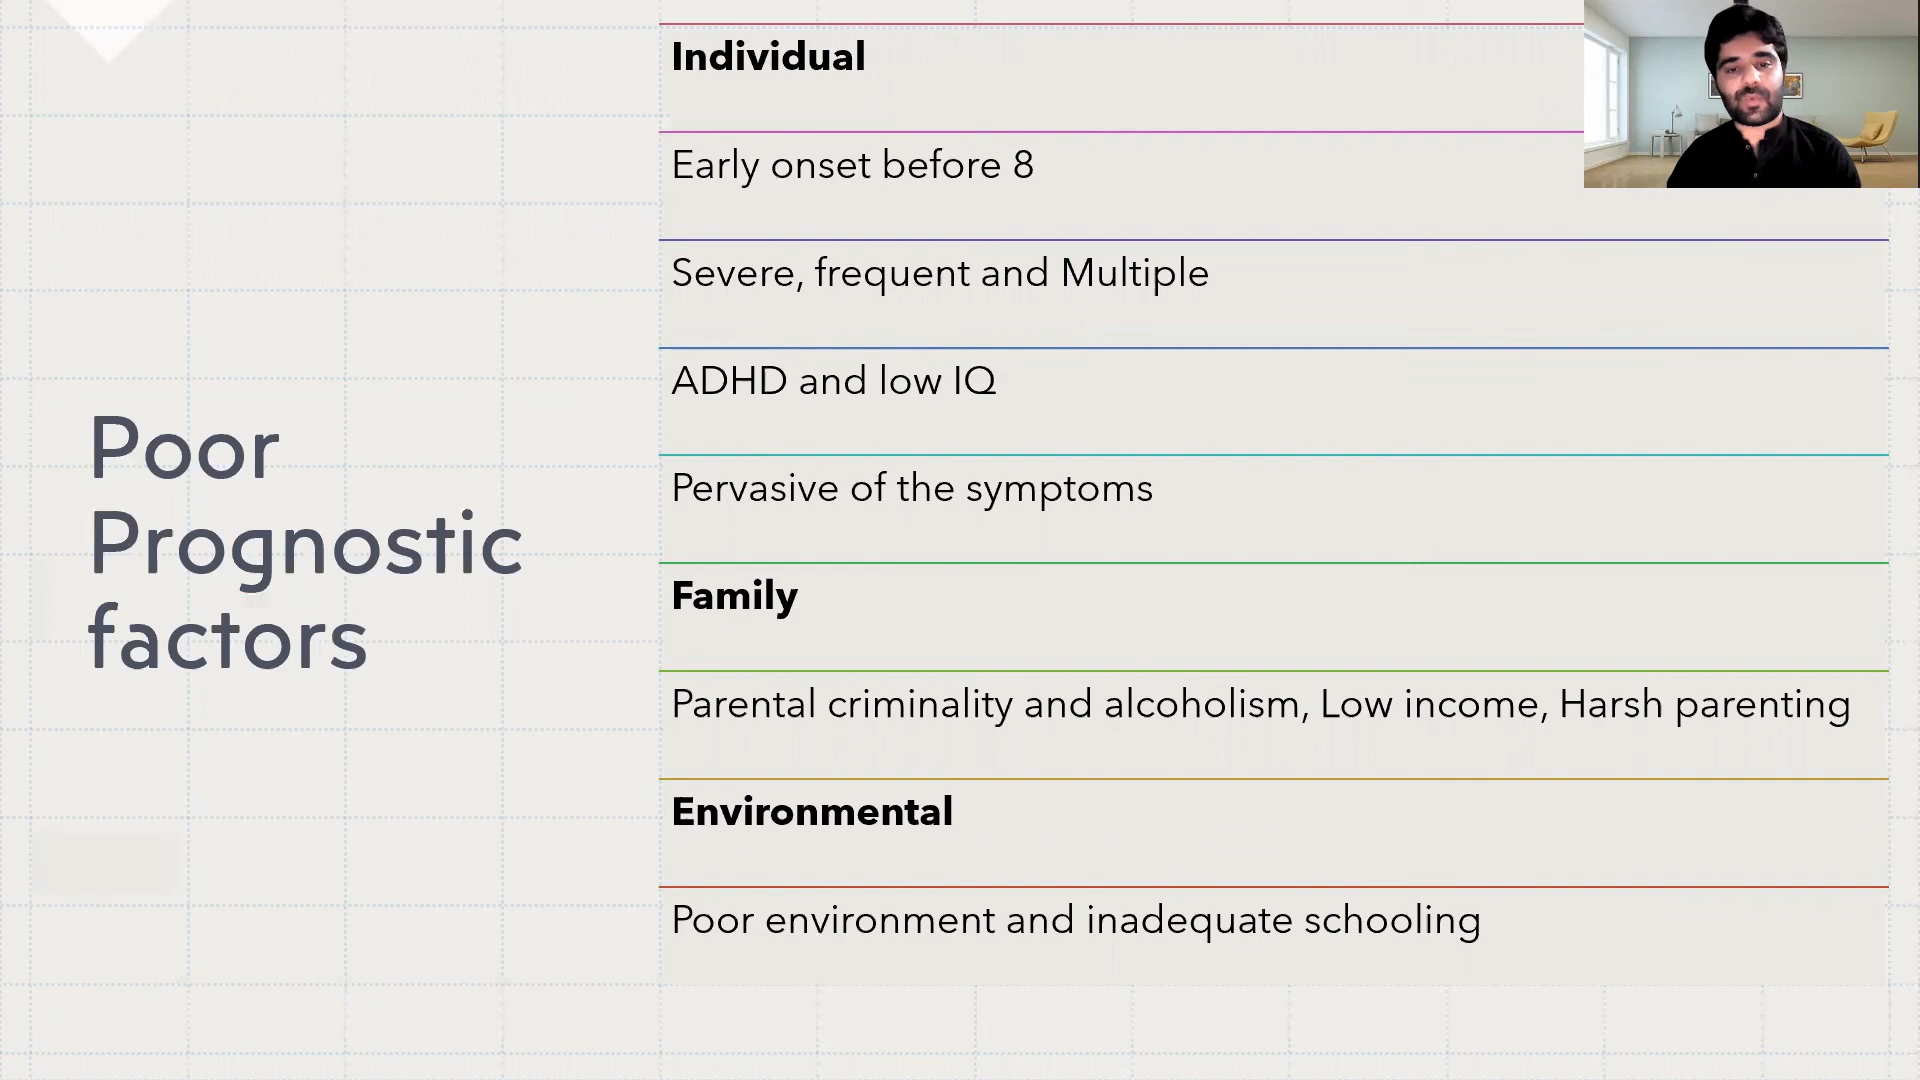 Poor
Prognostic
factors
Individual
Early onset before 8
Severe, frequent and Multiple
ADHD and low IQ
Pervasive of the symptoms
Family
Parental criminality and alcoholism, Low income, Harsh parenting
Environmental
Poor environment and inadequate schooling